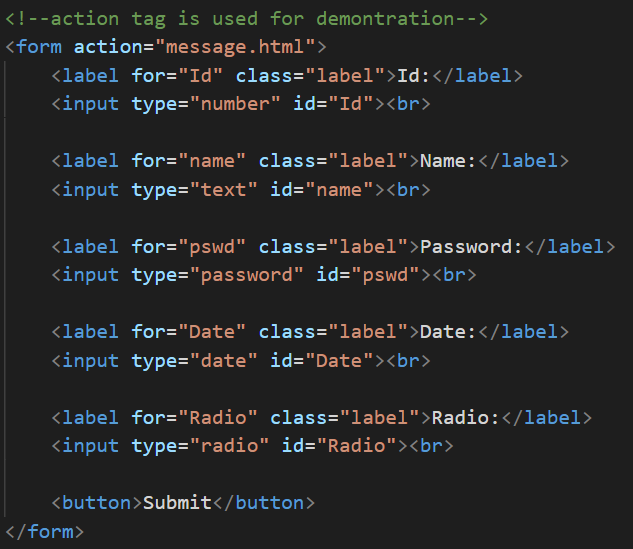 <!--action tag is used for demontration-->
<form action="message.html">
<label for="Id" class="label">Id:</label>
<input type="number" id="Id"><br>
<label for="name" class="label">Name:</label>
<input type="text" id="name"><br>
<label for="pswd" class="label">Password:</label>
<input type="password" id="pswd"><br>
<label for="Date" class="label">Date:</label>
<input type="date" id="Date"><br>
<label for="Radio" class="label">Radio:</label>
<input type="radio" id="Radio"><br>
<button>Submit</button>
</form>